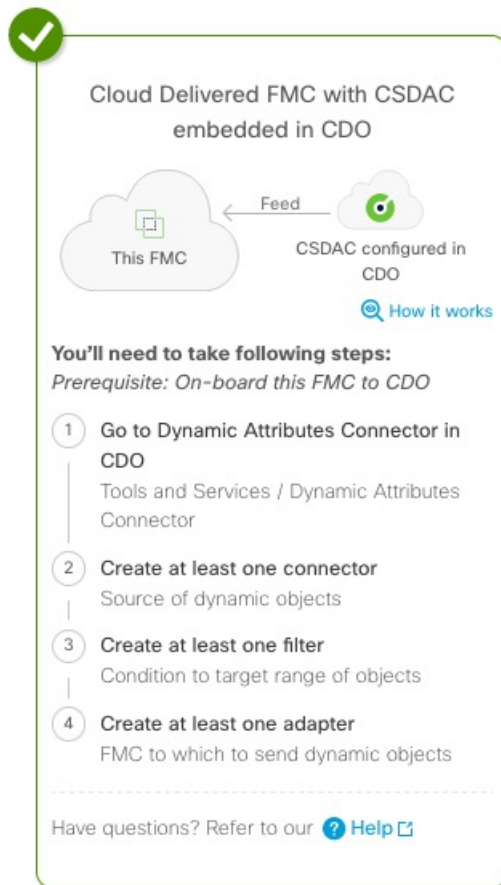 Cloud Delivered FMC with CSDAC
embedded in CDO
Feed
This FMC
CSDAC configured in
CDO
How it works
You'll need to take following steps:
Prerequisite: On-board this FMC to CDO
1 Go to Dynamic Attributes Connector in
CDO
Tools and Services / Dynamic Attributes
Connector
2 Create at least one connector
Source of dynamic objects
3 Create at least one filter
Condition to target range of objects
4 Create at least one adapter
FMC to which to send dynamic objects
Have questions? Refer to our ? Help